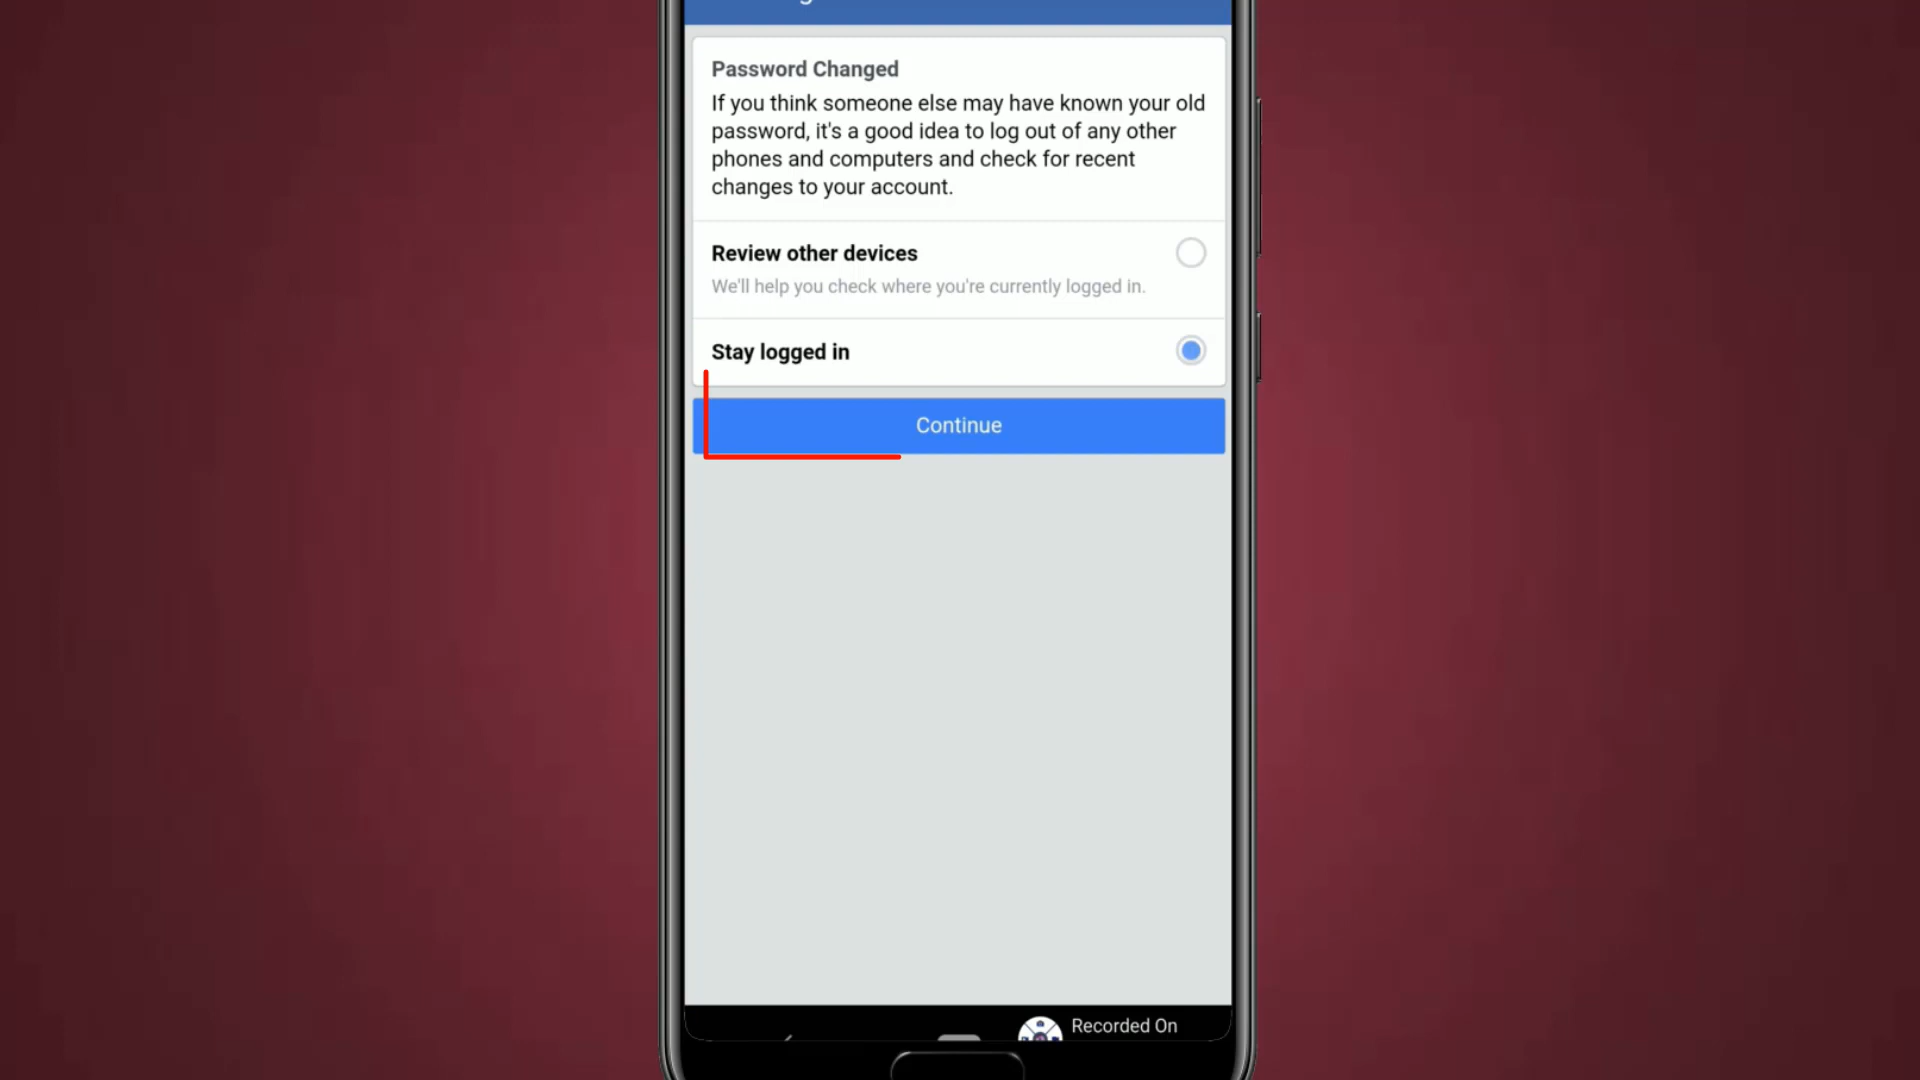 Password Changed
If you think someone else may have known your old
password, it's a good idea to log out of any other
phones and computers and check for recent
changes to your account.
Review other devices
We'll help you check where you're currently logged in.
Stay logged in
Continue
Recorded On